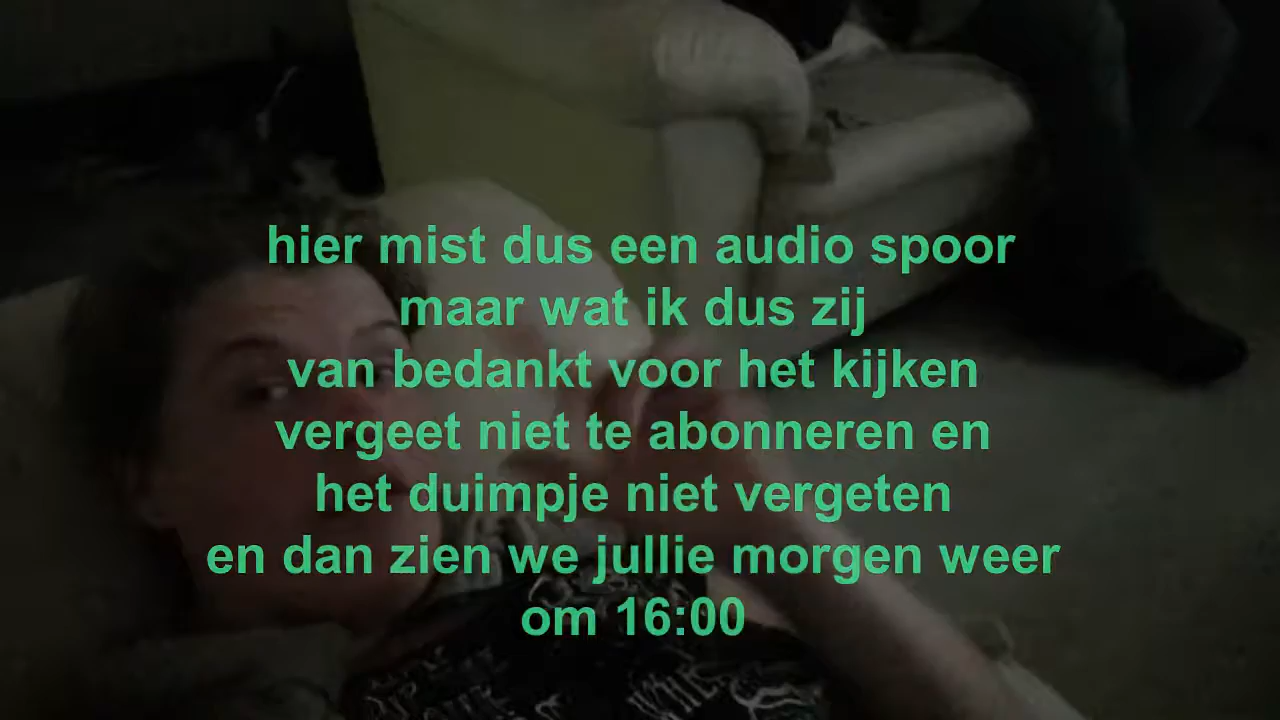 hier mist dus een audio spoor
maar wat ik dus zij
van bedankt voor het kijken
vergeet niet te abonneren en
het duimpje niet vergeten
en dan zien we jullie morgen weer
om 16:00